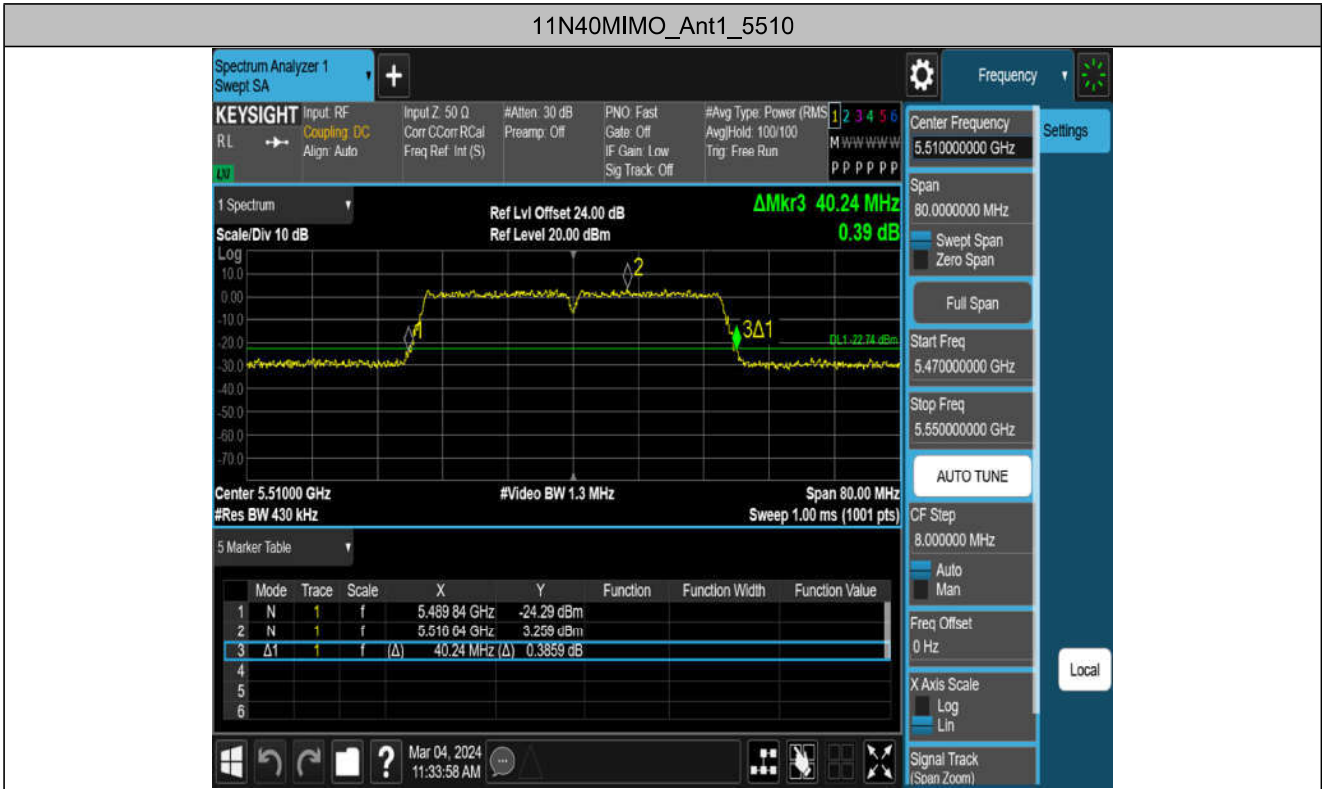 11N40MIMO_Ant1_5510
Spectrum Analyzer 1
Swept SA
+
Frequency
KEYSIGHT
RL
LXI
Input: RF
Coupling: DC
Align: Auto
Input Z: 50 Ω
Corr CCorr RCal
Freq Ref: Int (S)
#Atten: 30 dB
Preamp: Off
PNO: Fast
Gate: Off
IF Gain: Low
Sig Track: Off
#Avg Type: Power (RMS
Avg|Hold: 100/100
Trig: Free Run
1 2 3 4 5 6
M W W W W W
P P P P P P
1 Spectrum
Scale/Div 10 dB
Ref Lvl Offset 24.00 dB
Ref Level 20.00 dBm
ΔMkr3 40.24 MHz
0.39 dB
Log
10.0
0.00
-10.0
-20.0
-30.0
-40.0
-50.0
-60.0
-70.0
1
2
3Δ1
DL1 -22.74 dBm
Center 5.51000 GHz
#Res BW 430 kHz
#Video BW 1.3 MHz
Span 80.00 MHz
Sweep 1.00 ms (1001 pts)
5 Marker Table
Mode Trace Scale X Y Function Function Width Function Value
1 N 1 f 5.489 84 GHz -24.29 dBm
2 N 1 f 5.516 64 GHz 3.259 dBm
3 Δ1 1 f (Δ) 40.24 MHz (Δ) 0.3859 dB
4
5
6
Mar 04, 2024
11:33:58 AM
?
Center Frequency
5.510000000 GHz
Settings
Span
80.0000000 MHz
Swept Span
Zero Span
Full Span
Start Freq
5.470000000 GHz
Stop Freq
5.550000000 GHz
AUTO TUNE
CF Step
8.000000 MHz
Auto
Man
Freq Offset
0 Hz
X Axis Scale
Log
Lin
Local
Signal Track
(Span Zoom)